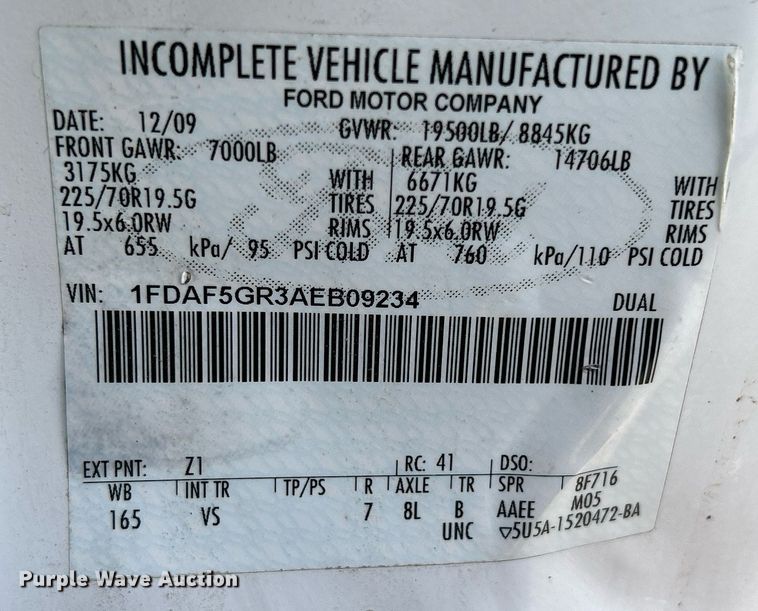 INCOMPLETE VEHICLE MANUFACTURED BY
FORD MOTOR COMPANY
DATE: 12/09 GVWR: 19500LB/ 8845KG
FRONT GAWR: 7000LB REAR GAWR: 14706LB
3175KG WITH 6671KG WITH
225/70R19.5G TIRES 225/70R19.5G TIRES
19.5x6.0RW RIMS 19.5x6.0RW RIMS
AT 655 kPa/ 95 PSI COLD AT 760 kPa/110 PSI COLD
VIN: 1FDAF5GR3AEB09234 DUAL
EXT PNT: Z1 RC: 41 DSO:
WB INT TR TP/PS R AXLE TR SPR 8F716
165 VS 7 8L B AAEE M05
UNC ▽5U5A-1520472-BA
Purple Wave Auction